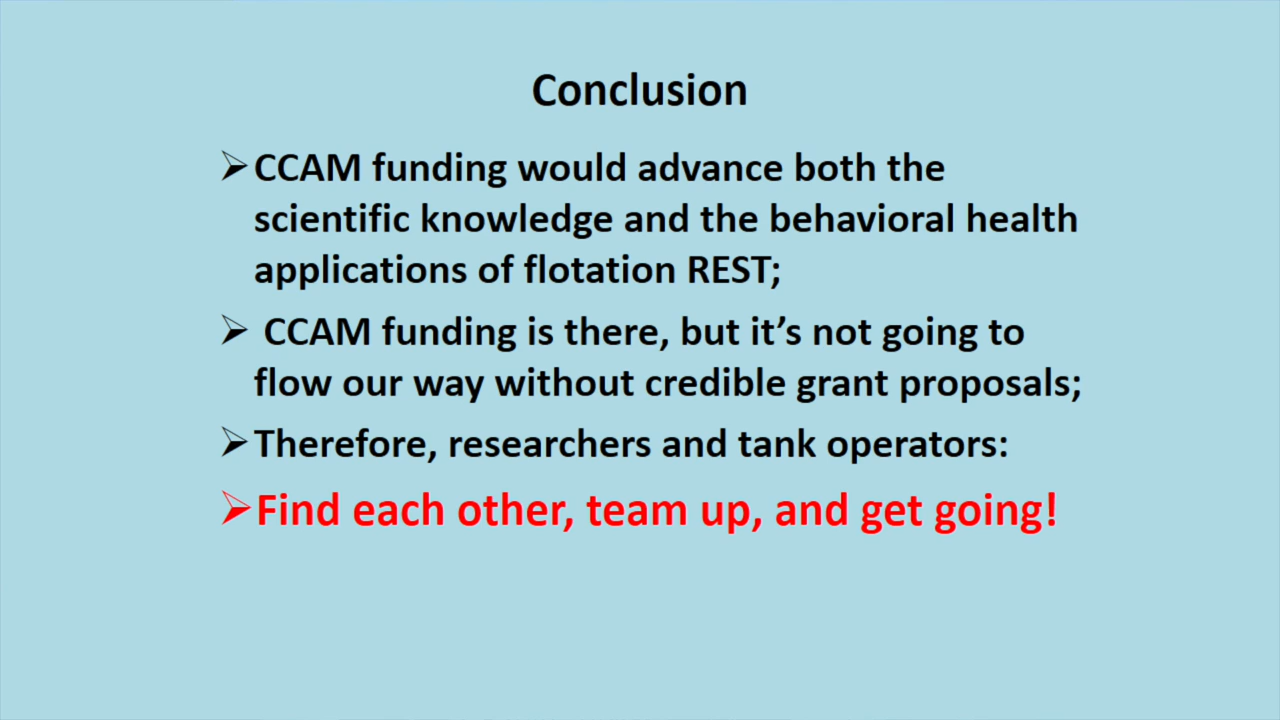 Conclusion
➢CCAM funding would advance both the
scientific knowledge and the behavioral health
applications of flotation REST;
➢ CCAM funding is there, but it’s not going to
flow our way without credible grant proposals;
➢Therefore, researchers and tank operators:
➢Find each other, team up, and get going!